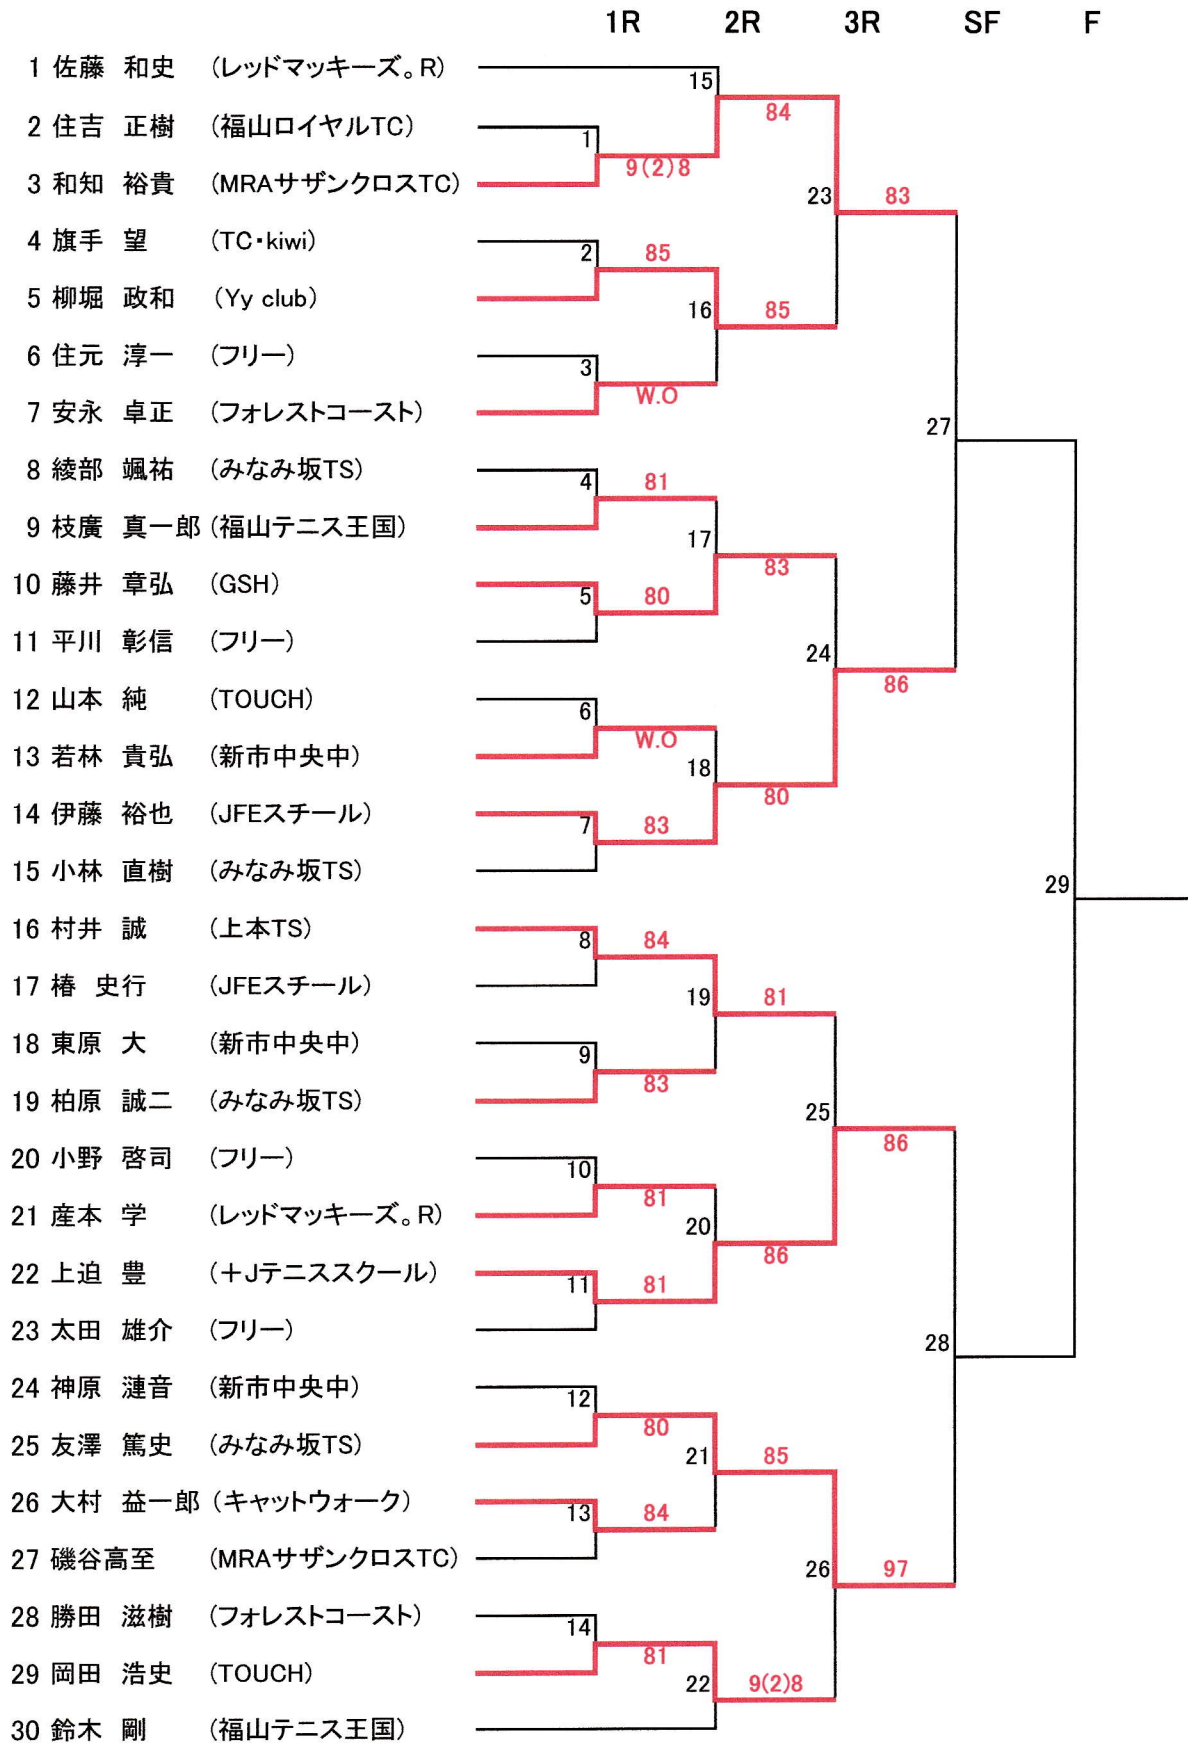 1R 2R 3R SF F
1 佐藤 和史 (レッドマッキーズ。R)
15
84
2 住吉 正樹 (福山ロイヤルTC)
1
9(2)8
3 和知 裕貴 (MRAサザンクロスTC)
23
83
4 旗手 望 (TC・kiwi)
2
85
5 柳堀 政和 (Yy club)
16
85
6 住元 淳一 (フリー)
3
W.O
7 安永 卓正 (フォレストコースト)
27
8 綾部 颯祐 (みなみ坂TS)
4
81
9 枝廣 真一郎 (福山テニス王国)
17
83
10 藤井 章弘 (GSH)
5
80
11 平川 彰信 (フリー)
24
86
12 山本 純 (TOUCH)
6
W.O
13 若林 貴弘 (新市中央中)
18
80
14 伊藤 裕也 (JFEスチール)
7
83
15 小林 直樹 (みなみ坂TS)
29
16 村井 誠 (上本TS)
8
84
17 椿 史行 (JFEスチール)
19
81
18 東原 大 (新市中央中)
9
83
19 柏原 誠二 (みなみ坂TS)
25
86
20 小野 啓司 (フリー)
10
81
21 産本 学 (レッドマッキーズ。R)
20
86
22 上迫 豊 (＋Jテニススクール)
11
81
23 太田 雄介 (フリー)
28
24 神原 漣音 (新市中央中)
12
80
25 友澤 篤史 (みなみ坂TS)
21
85
26 大村 益一郎 (キャットウォーク)
13
84
27 磯谷高至 (MRAサザンクロスTC)
26
97
28 勝田 滋樹 (フォレストコースト)
14
81
29 岡田 浩史 (TOUCH)
22
9(2)8
30 鈴木 剛 (福山テニス王国)